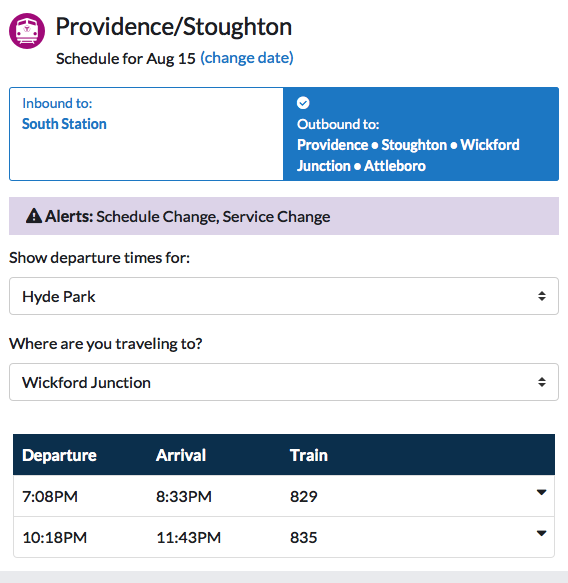 Providence/Stoughton
Schedule for Aug 15 (change date)
Inbound to:
South Station
Outbound to:
Providence • Stoughton • Wickford
Junction • Attleboro
Alerts: Schedule Change, Service Change
Show departure times for:
Hyde Park
Where are you traveling to?
Wickford Junction
Departure Arrival Train
7:08PM 8:33PM 829
10:18PM 11:43PM 835